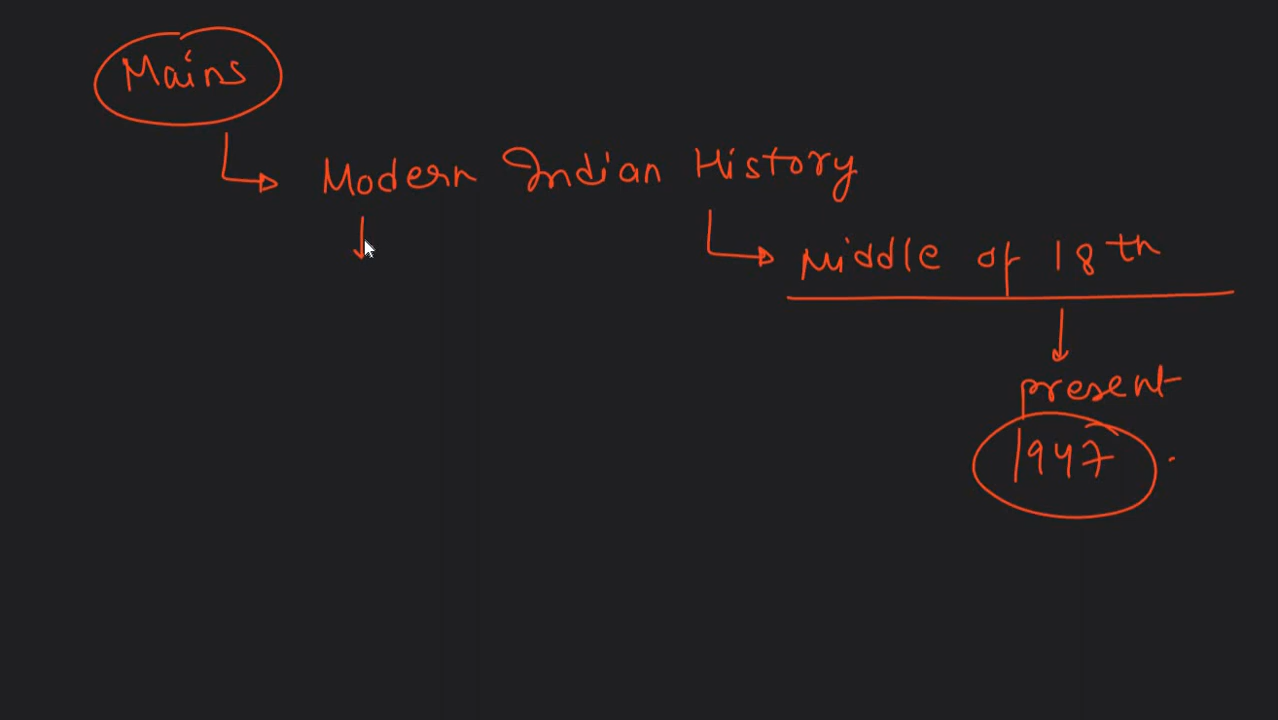 Mains
Modern Indian History
Middle of 18th
present
1947